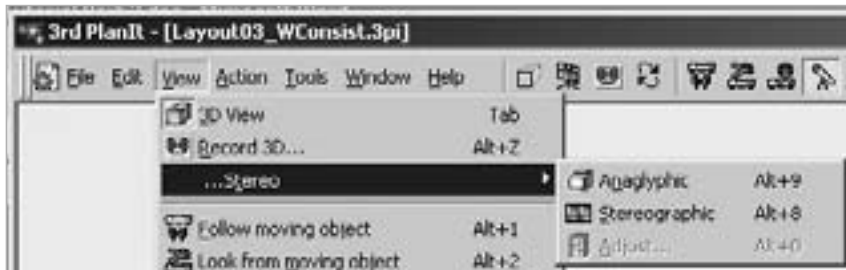 3rd PlanIt - [Layout03_WConsist.3pi]
File Edit View Action Tools Window Help
3D View Tab
Record 3D... Alt+Z
...Stereo
Anaglyphic Alt+9
Stereographic Alt+8
Adjust... Alt+0
Follow moving object Alt+1
Look from moving object Alt+2